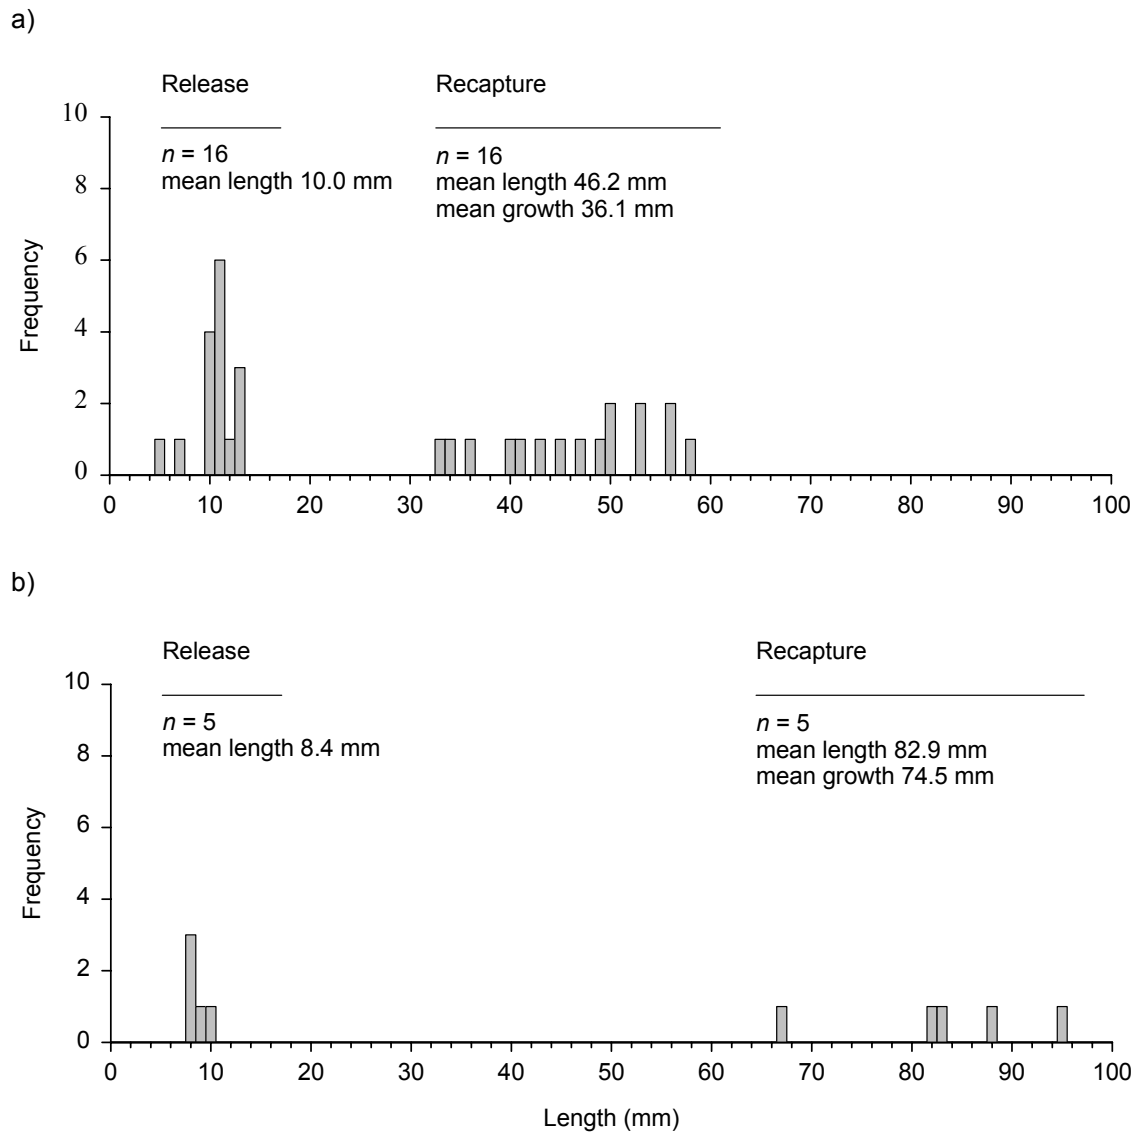 a)
Release
Recapture
n = 16
mean length 10.0 mm
n = 16
mean length 46.2 mm
mean growth 36.1 mm
Frequency
10
8
6
4
2
0
0 10 20 30 40 50 60 70 80 90 100
b)
Release
Recapture
n = 5
mean length 8.4 mm
n = 5
mean length 82.9 mm
mean growth 74.5 mm
Frequency
10
8
6
4
2
0
0 10 20 30 40 50 60 70 80 90 100
Length (mm)